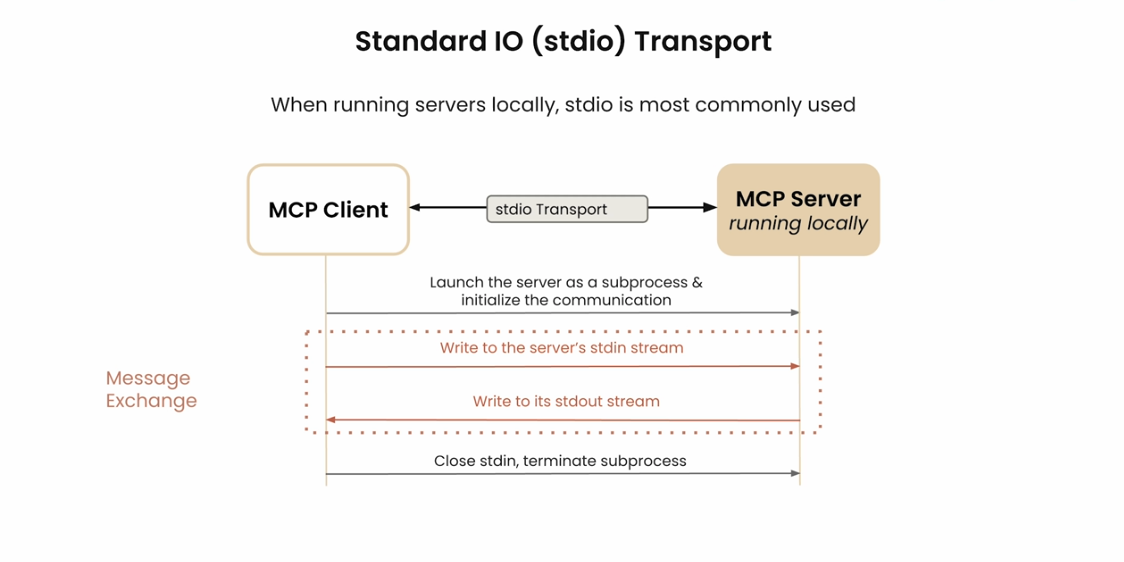 Standard IO (stdio) Transport
When running servers locally, stdio is most commonly used
MCP Client
stdio Transport
MCP Server
running locally
Launch the server as a subprocess &
initialize the communication
Write to the server’s stdin stream
Message
Exchange
Write to its stdout stream
Close stdin, terminate subprocess